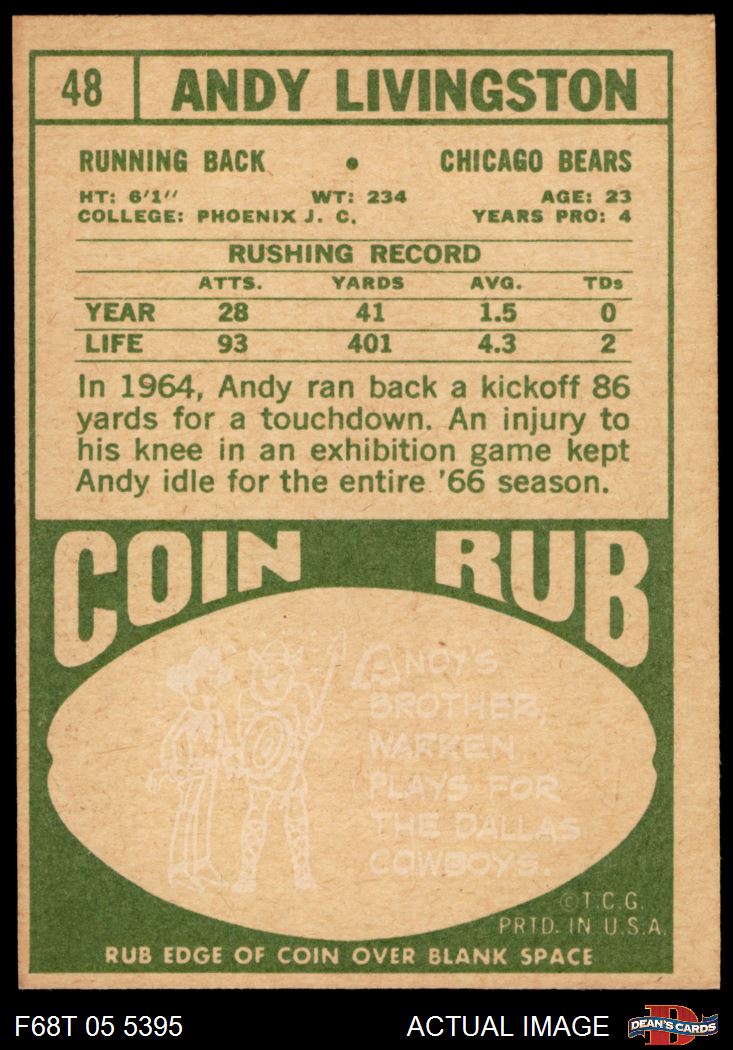 48 ANDY LIVINGSTON
RUNNING BACK • CHICAGO BEARS
HT: 6'1" WT: 234 AGE: 23
COLLEGE: PHOENIX J. C. YEARS PRO: 4
RUSHING RECORD
ATTS. YARDS AVG. TDs
YEAR 28 41 1.5 0
LIFE 93 401 4.3 2
In 1964, Andy ran back a kickoff 86
yards for a touchdown. An injury to
his knee in an exhibition game kept
Andy idle for the entire '66 season.
COIN RUB
ANDY'S
BROTHER,
WARREN
PLAYS FOR
THE DALLAS
COWBOYS.
©T.C.G.
PRTD. IN U.S.A.
RUB EDGE OF COIN OVER BLANK SPACE
F68T 05 5395 ACTUAL IMAGE
DEAN'S CARDS